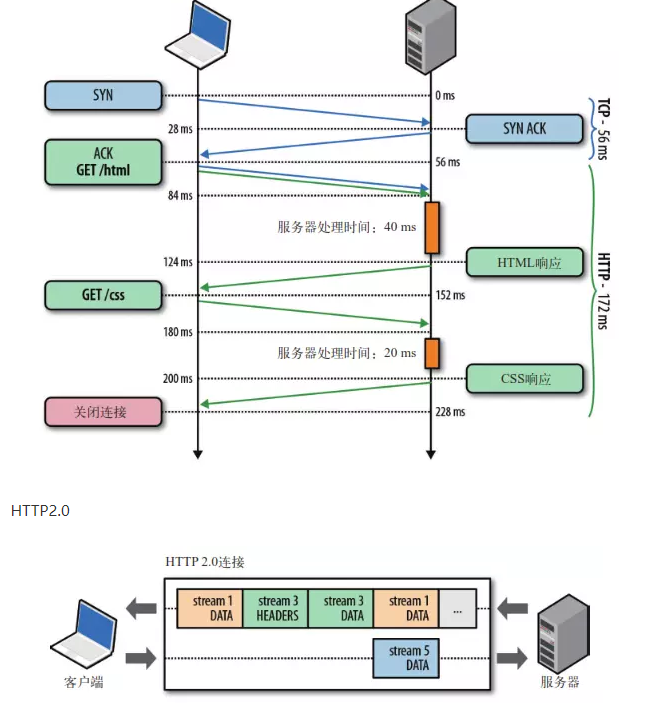 SYN
0 ms
28 ms
SYN ACK
TCP - 56 ms
ACK
GET /html
56 ms
84 ms
服务器处理时间：40 ms
124 ms
HTML响应
HTTP - 172 ms
GET /css
152 ms
180 ms
服务器处理时间：20 ms
200 ms
CSS响应
关闭连接
228 ms
HTTP2.0
HTTP 2.0连接
stream 1
DATA
stream 3
HEADERS
stream 3
DATA
stream 1
DATA
...
stream 5
DATA
客户端
服务器